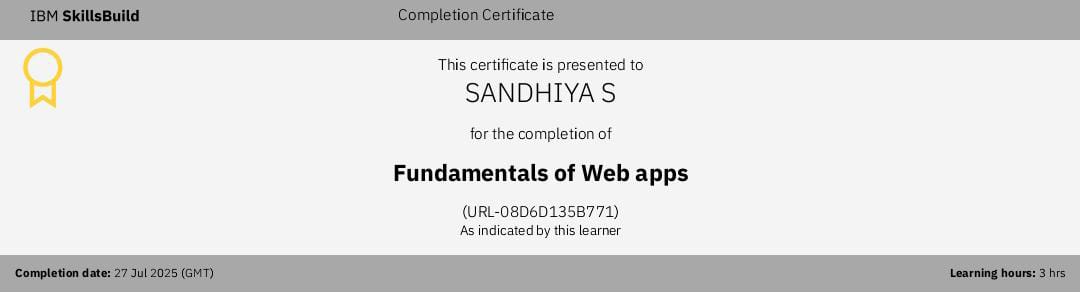 IBM SkillsBuild
Completion Certificate
This certificate is presented to
SANDHIYA S
for the completion of
Fundamentals of Web apps
(URL-08D6D135B771)
As indicated by this learner
Completion date: 27 Jul 2025 (GMT)
Learning hours: 3 hrs